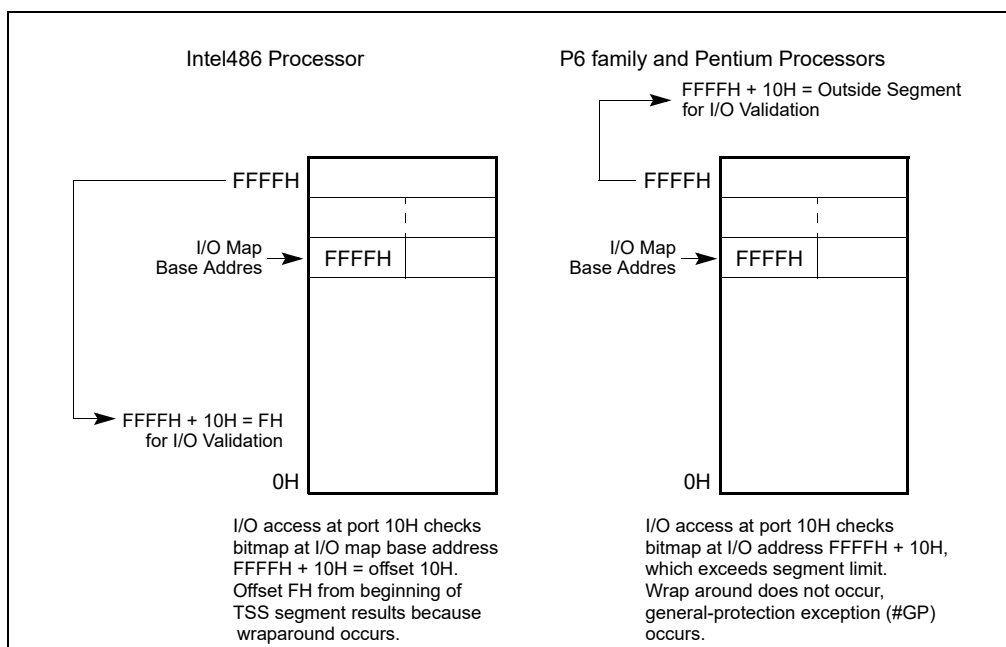 Intel486 Processor
FFFFH
I/O Map
Base Addres
FFFFH
FFFFH + 10H = FH
for I/O Validation
0H
I/O access at port 10H checks
bitmap at I/O map base address
FFFFH + 10H = offset 10H.
Offset FH from beginning of
TSS segment results because
wraparound occurs.
P6 family and Pentium Processors
FFFFH + 10H = Outside Segment
for I/O Validation
FFFFH
I/O Map
Base Addres
FFFFH
0H
I/O access at port 10H checks
bitmap at I/O address FFFFH + 10H,
which exceeds segment limit.
Wrap around does not occur,
general-protection exception (#GP)
occurs.